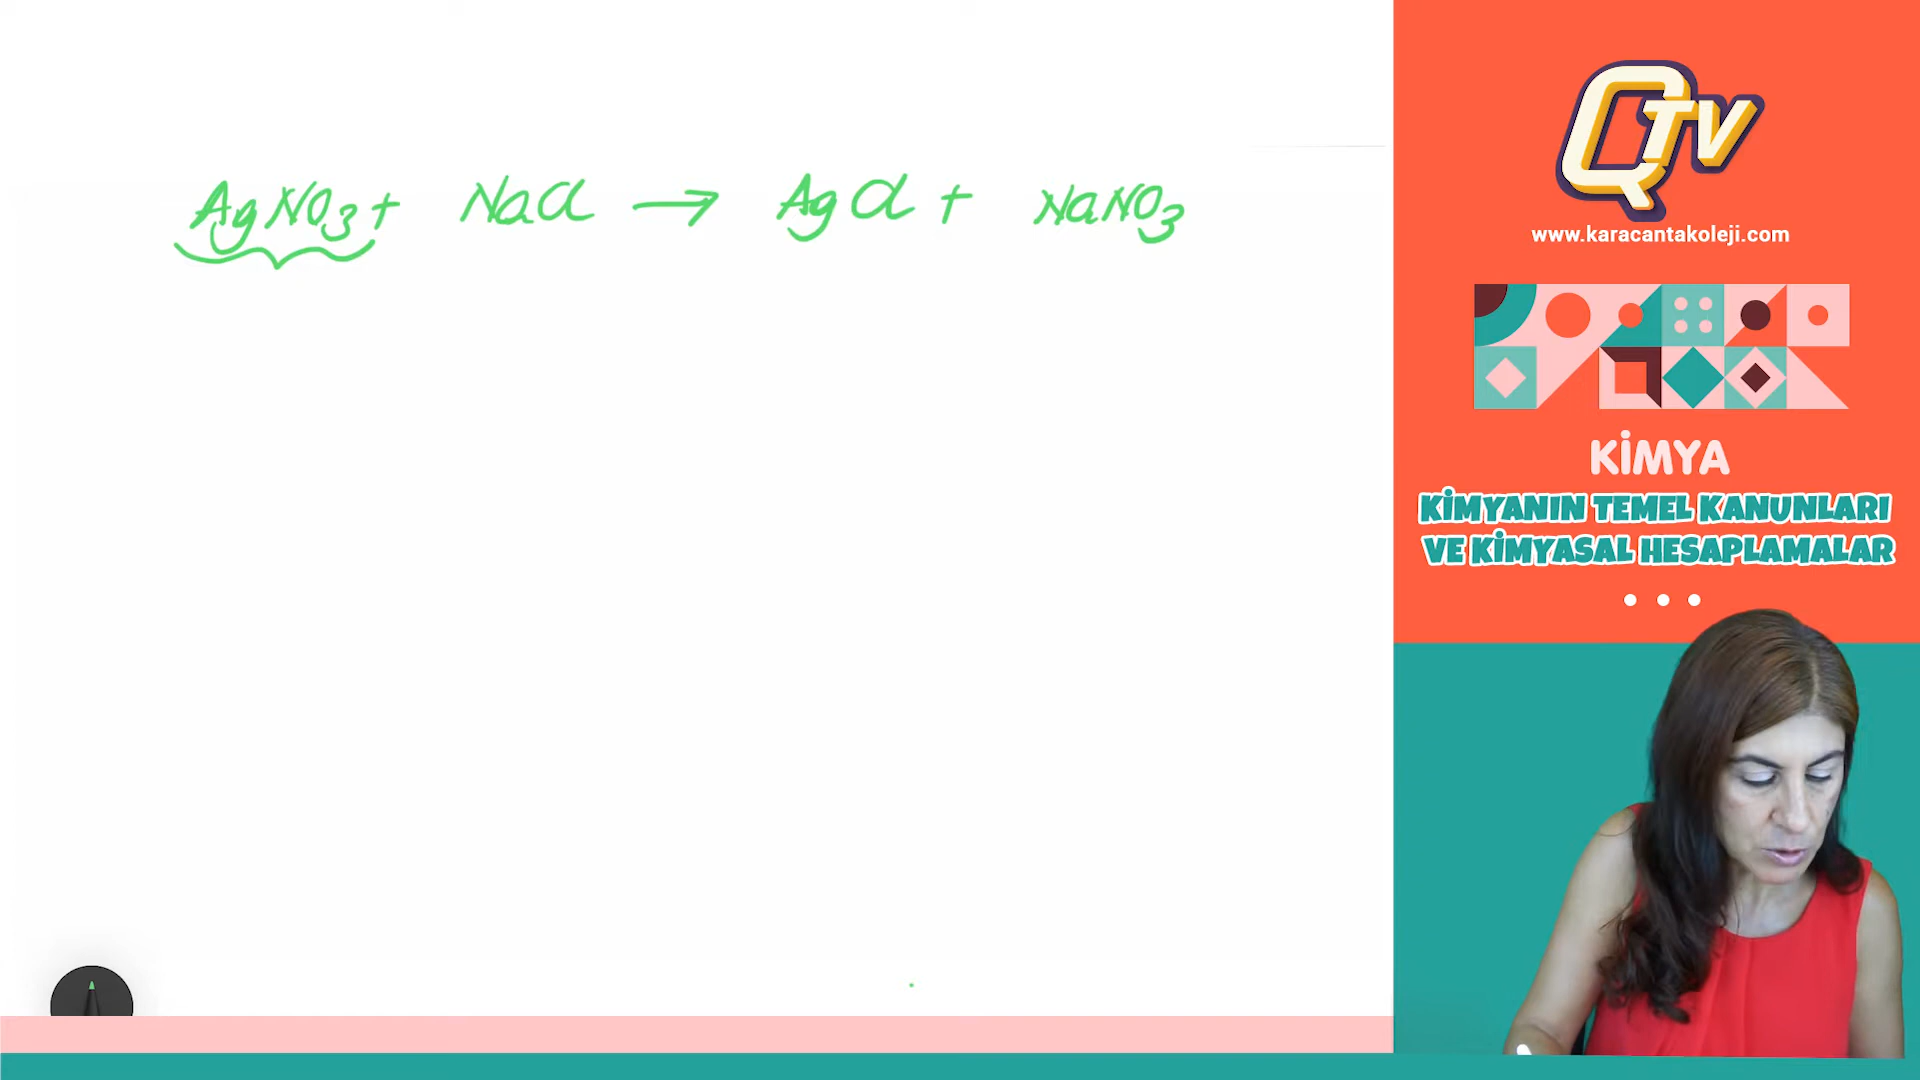 AgNO₃ + NaCl → AgCl + NaNO₃
QTV
www.karacantakoleji.com
KİMYA
KİMYANIN TEMEL KANUNLARI
VE KİMYASAL HESAPLAMALAR